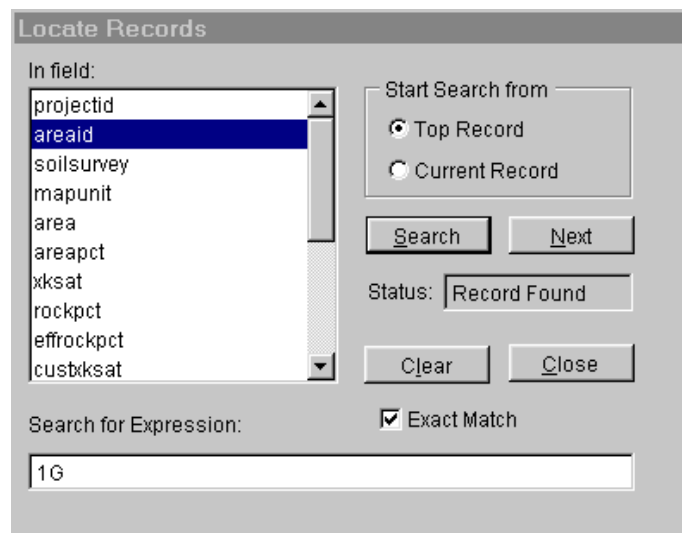 Locate Records
In field:
projectid
areaid
soilsurvey
mapunit
area
areapct
xksat
rockpct
effrockpct
custxksat
Start Search from
Top Record
Current Record
Search
Next
Status:
Record Found
Clear
Close
Search for Expression:
Exact Match
1G